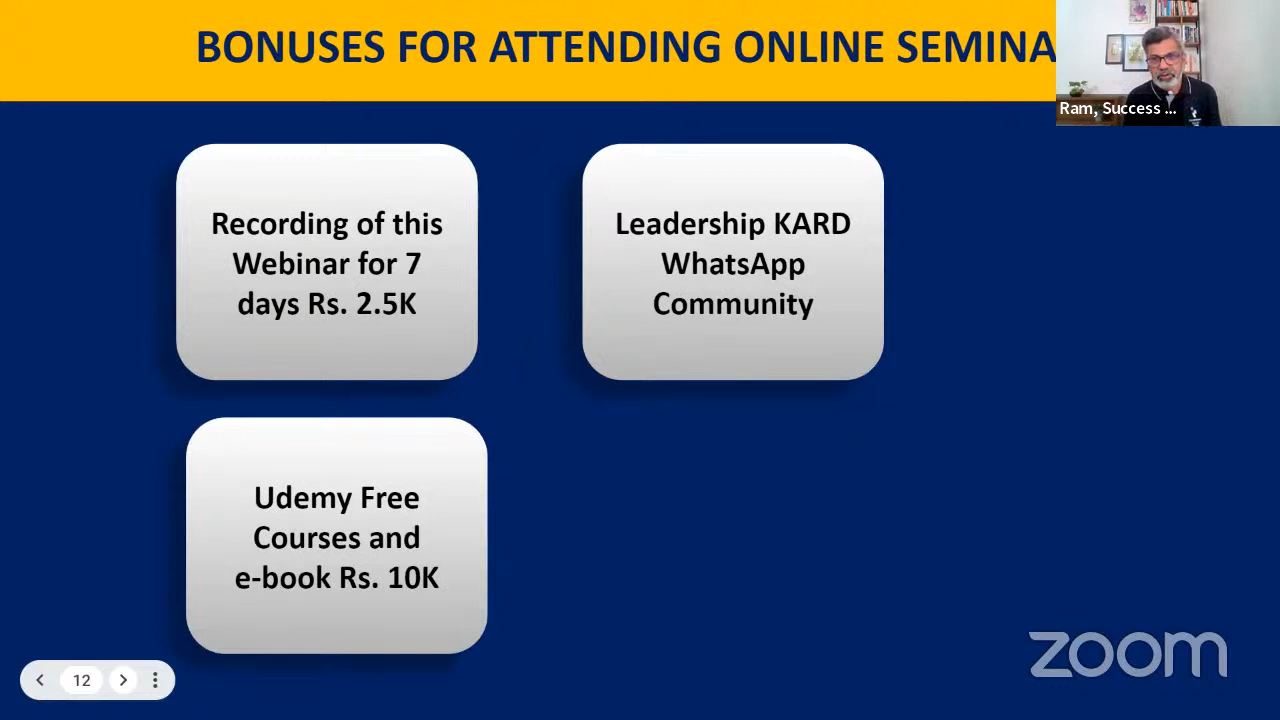 BONUSES FOR ATTENDING ONLINE SEMINA
Ram, Success ...
Recording of this
Webinar for 7
days Rs. 2.5K
Leadership KARD
WhatsApp
Community
Udemy Free
Courses and
e-book Rs. 10K
12
zoom